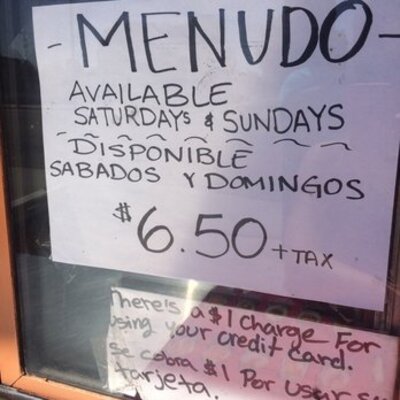 - MENUDO -
AVAILABLE
SATURDAYs & SUNDAYS
DISPONIBLE
SABADOS Y DOMINGOS
$6.50 + TAX
There's a $1 Charge For
using your credit card.
Se cobra $1 Por usar su
tarjeta.